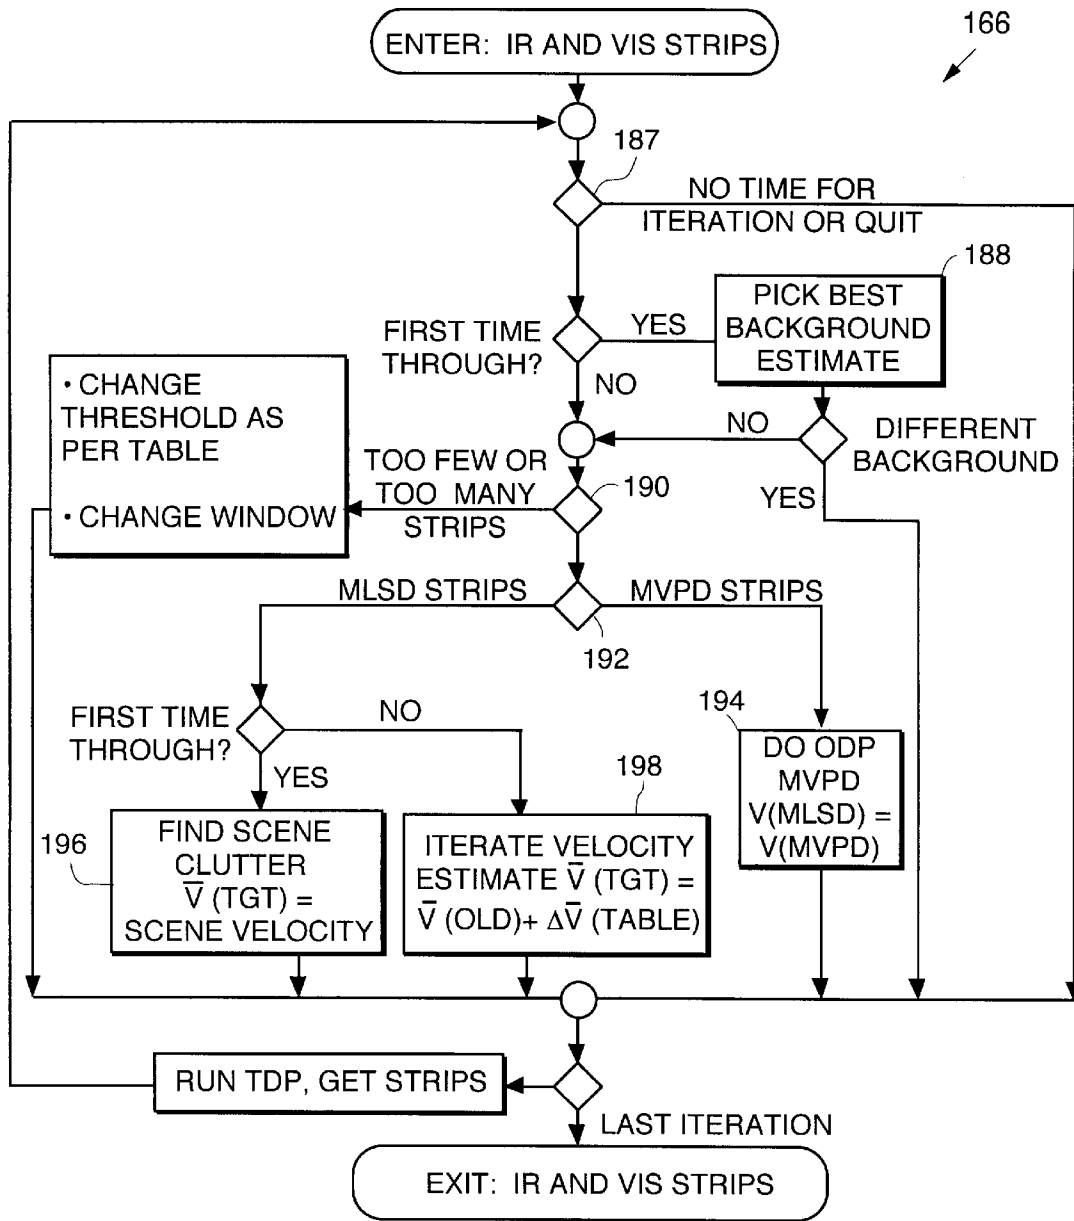 ENTER: IR AND VIS STRIPS
166
187
NO TIME FOR
ITERATION OR QUIT
188
PICK BEST
BACKGROUND
ESTIMATE
FIRST TIME
THROUGH?
YES
NO
• CHANGE
THRESHOLD AS
PER TABLE
• CHANGE WINDOW
NO
DIFFERENT
BACKGROUND
YES
TOO FEW OR
TOO MANY
STRIPS
190
MLSD STRIPS
MVPD STRIPS
192
FIRST TIME
THROUGH?
NO
YES
194
DO ODP
MVPD
V(MLSD) =
V(MVPD)
196
FIND SCENE
CLUTTER
V̅ (TGT) =
SCENE VELOCITY
198
ITERATE VELOCITY
ESTIMATE V̅ (TGT) =
V̅ (OLD)+ ΔV̅ (TABLE)
RUN TDP, GET STRIPS
LAST ITERATION
EXIT: IR AND VIS STRIPS